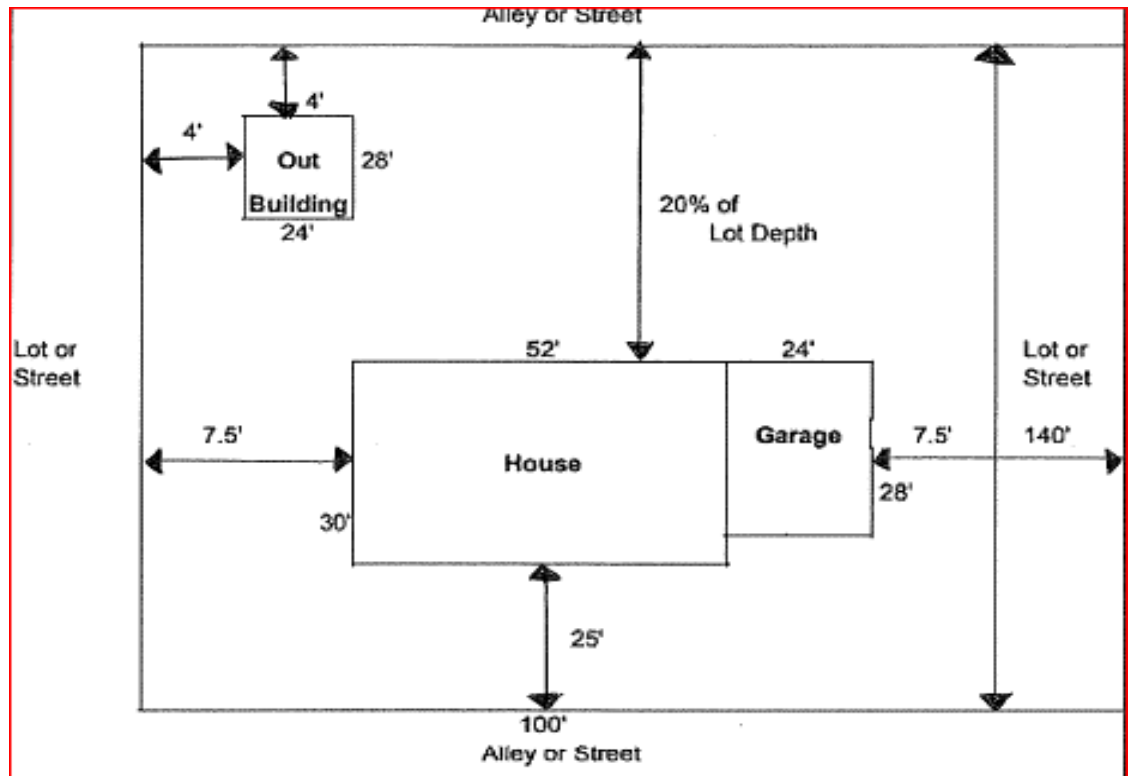 Alley or Street
4'
4'
Out
Building
28'
24'
20% of
Lot Depth
Lot or
Street
52'
24'
Lot or
Street
7.5'
House
Garage
7.5'
140'
30'
28'
25'
100'
Alley or Street